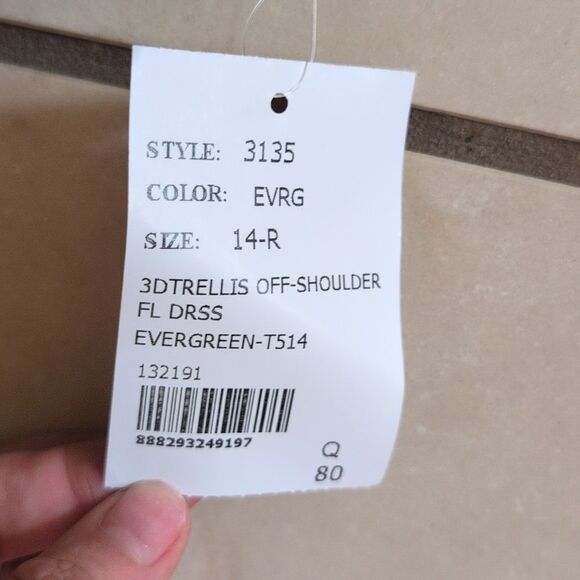 STYLE: 3135
COLOR: EVRG
SIZE: 14-R
3DTRELLIS OFF-SHOULDER
FL DRSS
EVERGREEN-T514
132191
888293249197
Q
80